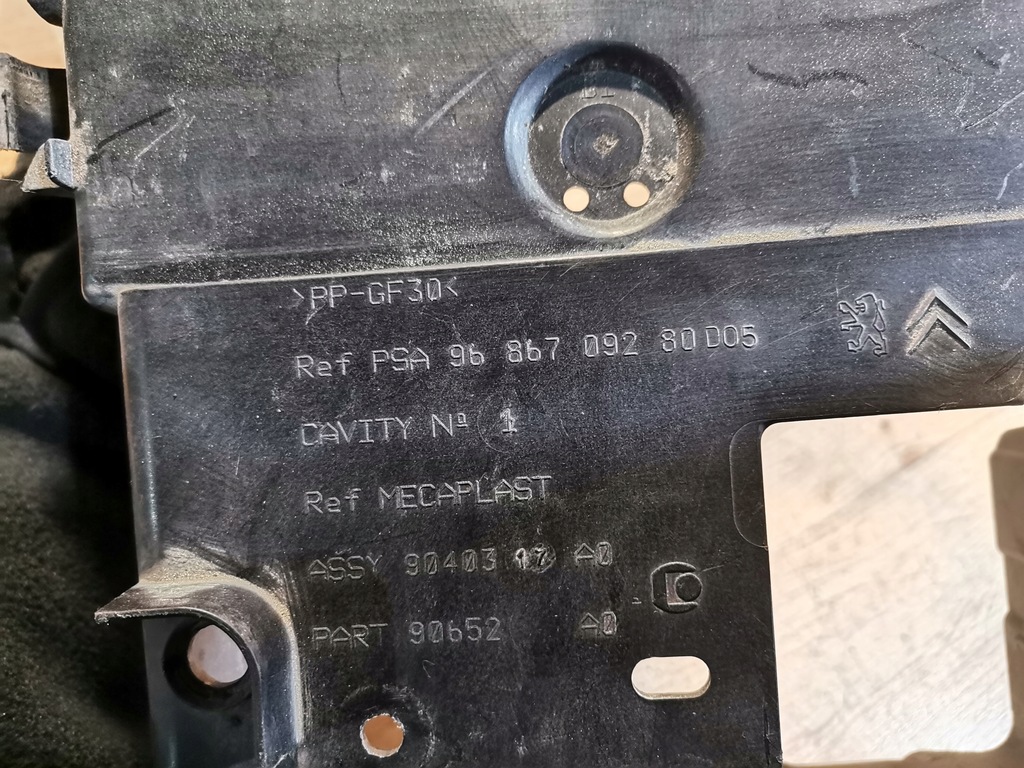 >PP-GF30<
Ref PSA 96 867 092 80 D05
CAVITY Nº 1
Ref MECAPLAST
ASSY 90403 17 A0
PART 90652 A0